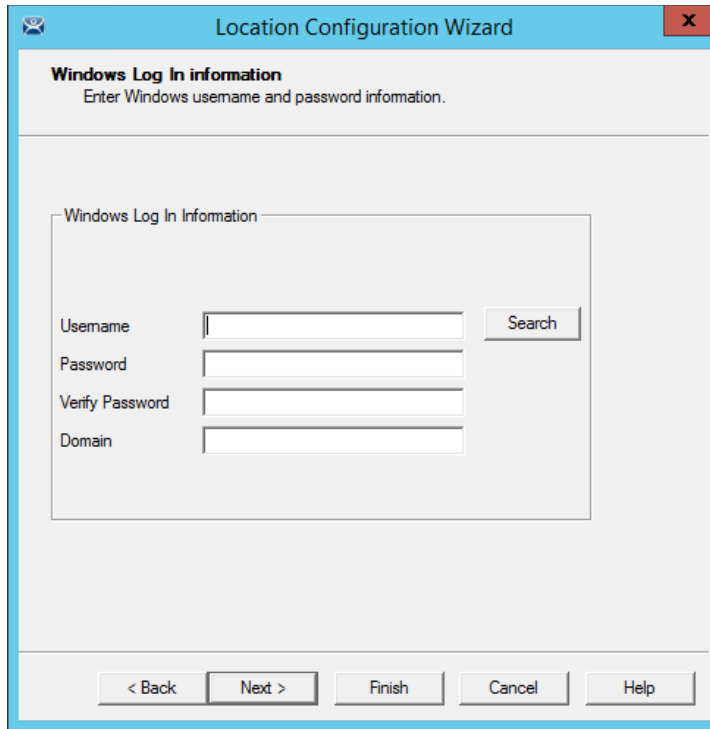 Location Configuration Wizard
x
Windows Log In information
Enter Windows username and password information.
Windows Log In Information
Username
Search
Password
Verify Password
Domain
< Back
Next >
Finish
Cancel
Help